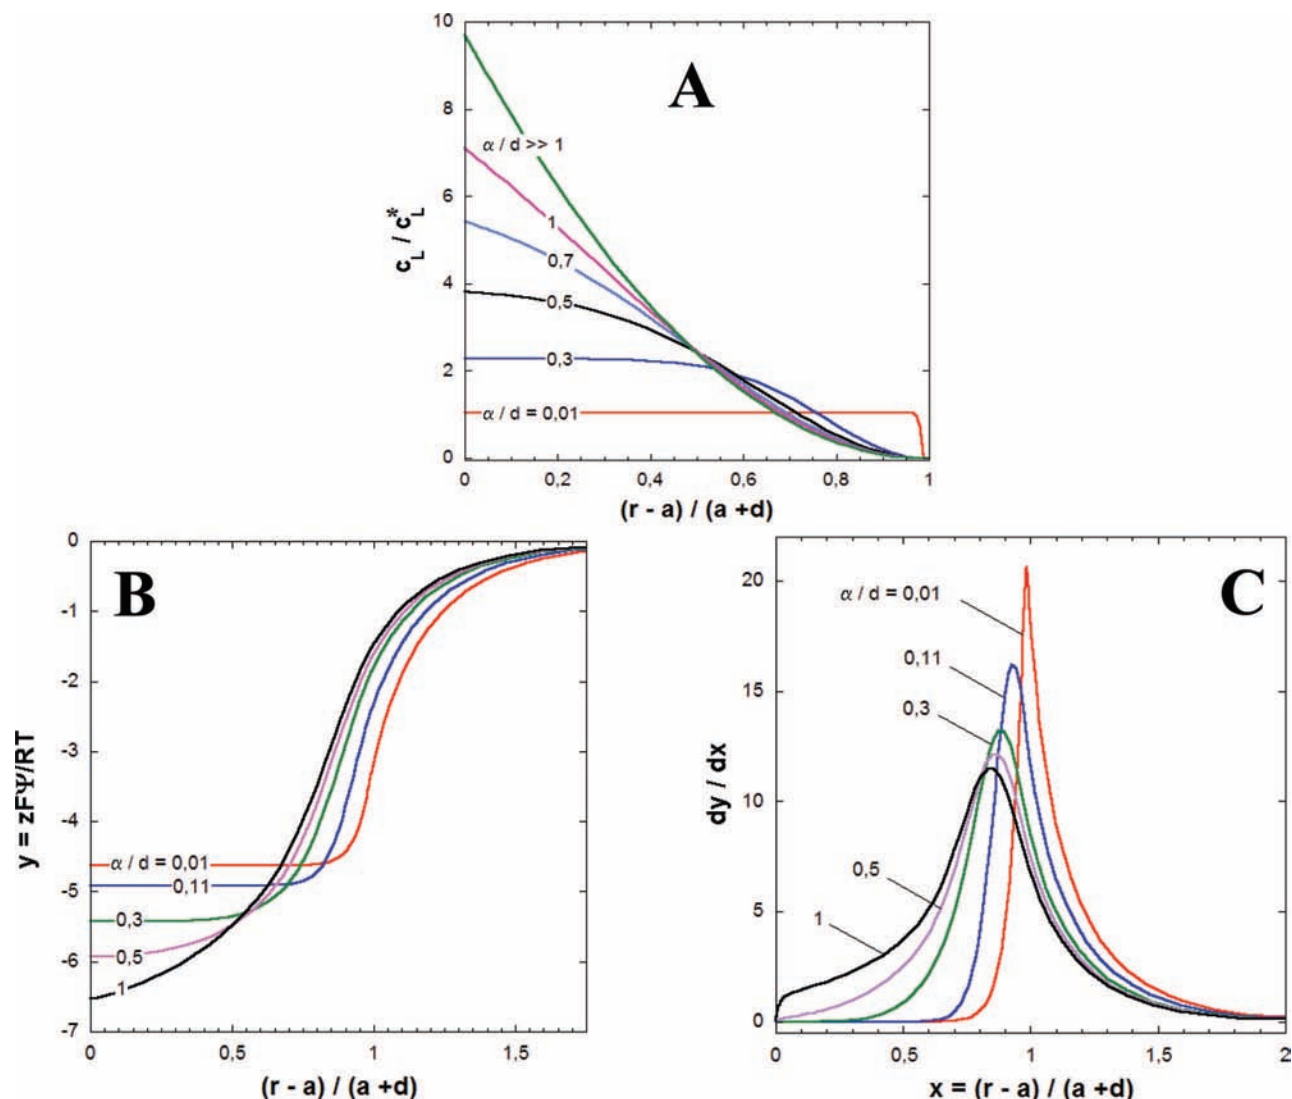 A
10
8
6
4
2
0
c_L / c*_L
α / d >> 1
1
0,7
0,5
0,3
α / d = 0,01
0 0,2 0,4 0,6 0,8 1
(r - a) / (a +d)
B
0
-1
-2
-3
-4
-5
-6
-7
y = zFΨ/RT
α / d = 0,01
0,11
0,3
0,5
1
0 0,5 1 1,5
(r - a) / (a +d)
C
20
15
10
5
0
dy / dx
α / d = 0,01
0,11
0,3
0,5
1
0 0,5 1 1,5 2
x = (r - a) / (a +d)